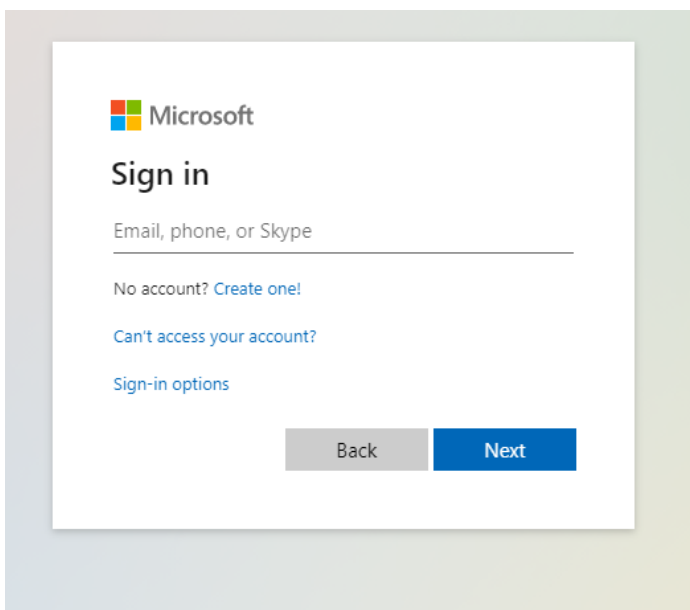 Microsoft
Sign in
Email, phone, or Skype
No account? Create one!
Can't access your account?
Sign-in options
Back Next